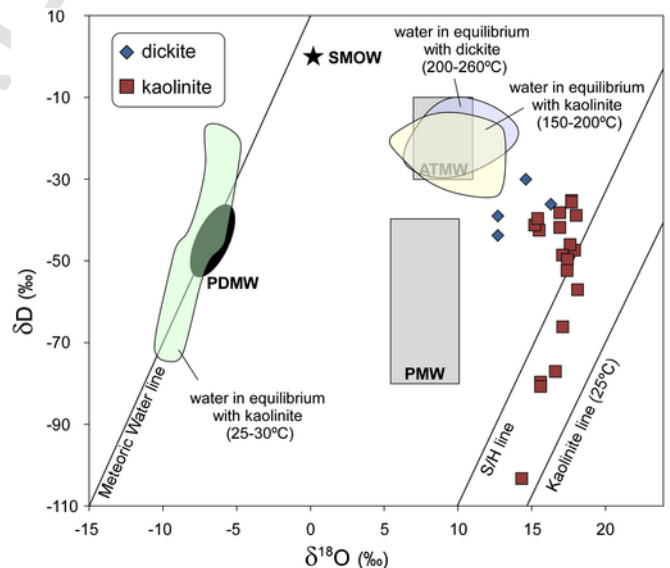 10
-10
-30
-50
-70
-90
-110
-15
-10
-5
0
5
10
15
20
δD (‰)
δ¹⁸O (‰)
dickite
kaolinite
SMOW
water in equilibrium
with dickite
(200-260ºC)
water in equilibrium
with kaolinite
(150-200ºC)
ATMW
PDMW
PMW
water in equilibrium
with kaolinite
(25-30ºC)
Meteoric Water line
S/H line
Kaolinite line (25ºC)